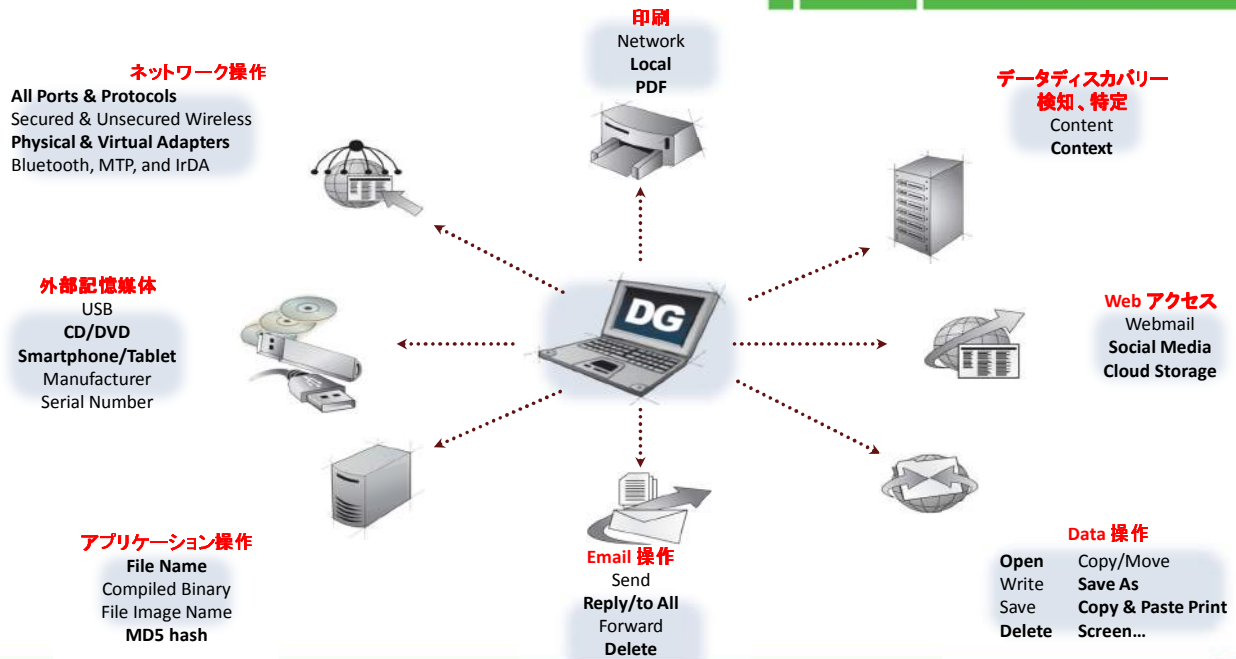 印刷
Network
Local
PDF
ネットワーク操作
All Ports & Protocols
Secured & Unsecured Wireless
Physical & Virtual Adapters
Bluetooth, MTP, and IrDA
データディスカバリー
検知、特定
Content
Context
外部記憶媒体
USB
CD/DVD
Smartphone/Tablet
Manufacturer
Serial Number
DG
Web アクセス
Webmail
Social Media
Cloud Storage
アプリケーション操作
File Name
Compiled Binary
File Image Name
MD5 hash
Email 操作
Send
Reply/to All
Forward
Delete
Data 操作
Open Copy/Move
Write Save As
Save Copy & Paste Print
Delete Screen…